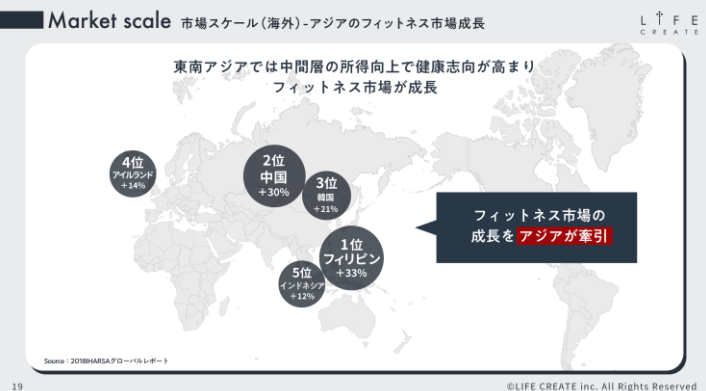 Market scale 市場スケール（海外）-アジアのフィットネス市場成長
LIFE
CREATE
東南アジアでは中間層の所得向上で健康志向が高まり
フィットネス市場が成長
4位
アイルランド
+14%
2位
中国
+30%
3位
韓国
+21%
1位
フィリピン
+33%
5位
インドネシア
+12%
フィットネス市場の
成長をアジアが牽引
Source：2018IHARSAグローバルレポート
19
©LIFE CREATE inc. All Rights Reserved